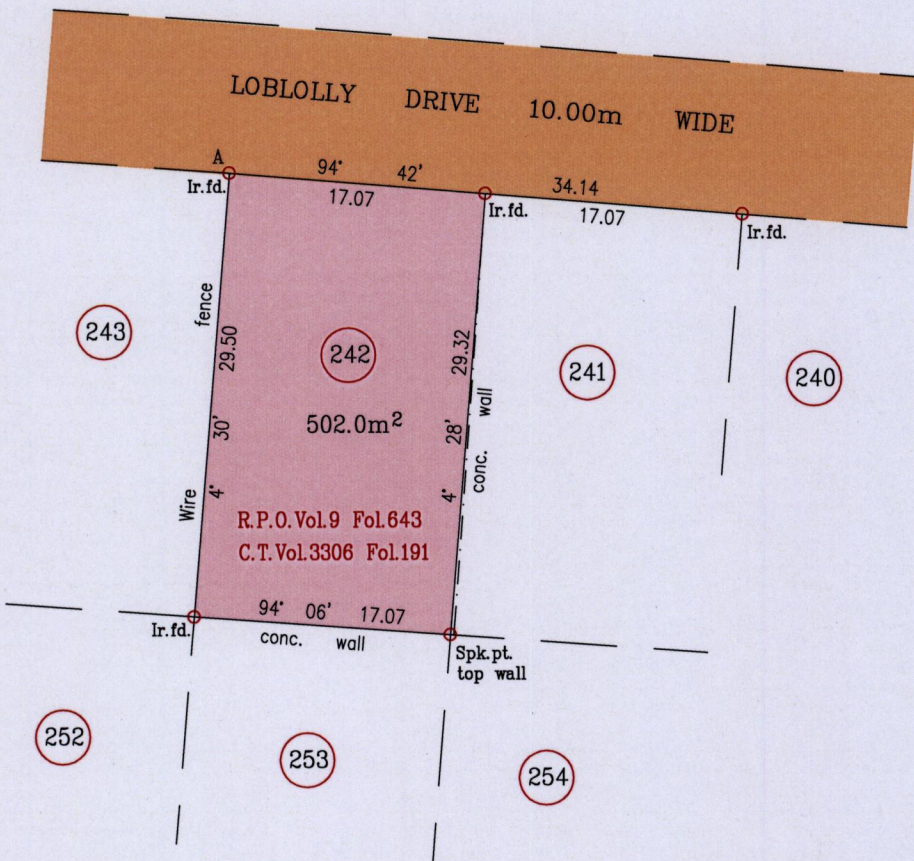 LOBLOLLY DRIVE 10.00m WIDE
A
94° 42'
34.14
Ir.fd.
17.07
17.07
Ir.fd.
Ir.fd.
Wire fence
4° 30' 29.50
4° 28' 29.32
conc. wall
243
242
241
240
502.0m²
R.P.O.Vol.9 Fol.643
C.T.Vol.3306 Fol.191
94° 06' 17.07
Ir.fd.
conc. wall
Spk.pt.
top wall
252
253
254